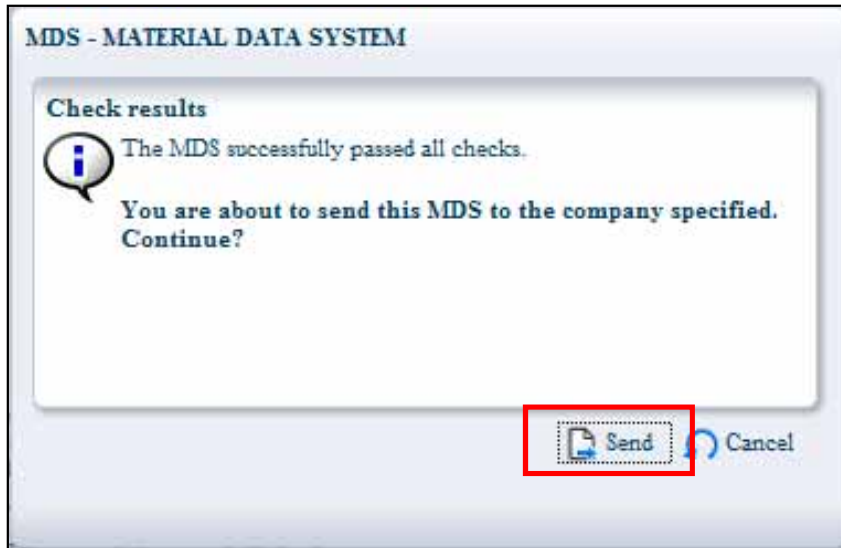 MDS - MATERIAL DATA SYSTEM
Check results
The MDS successfully passed all checks.
You are about to send this MDS to the company specified.
Continue?
Send
Cancel